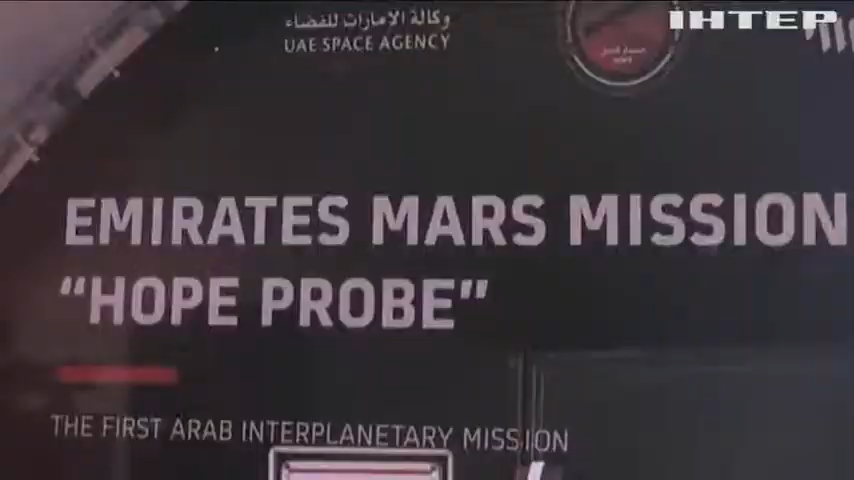 وكالة الإمارات للفضاء
UAE SPACE AGENCY
ІНТЕР
EMIRATES MARS MISSION
“HOPE PROBE”
THE FIRST ARAB INTERPLANETARY MISSION